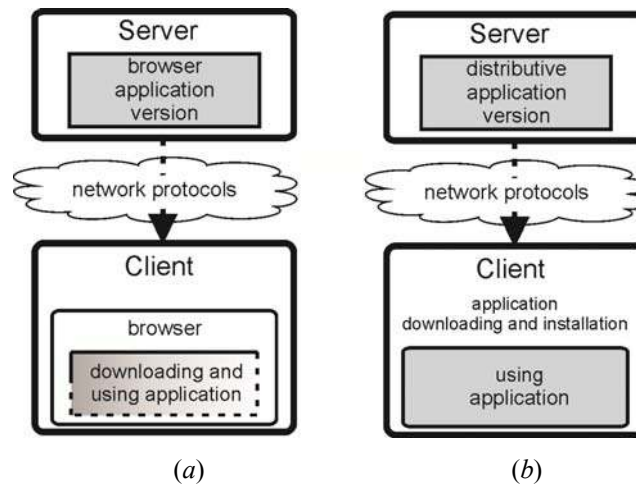 Server
browser
application
version
network protocols
Client
browser
downloading and
using application
(a)
Server
distributive
application
version
network protocols
Client
application
downloading and installation
using
application
(b)